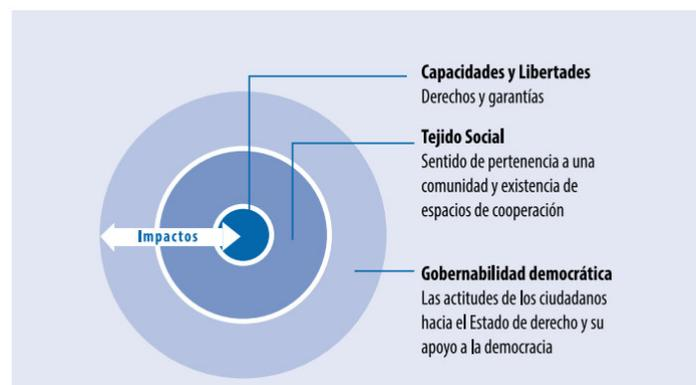 Capacidades y Libertades
Derechos y garantías
Tejido Social
Sentido de pertenencia a una
comunidad y existencia de
espacios de cooperación
Impactos
Gobernabilidad democrática
Las actitudes de los ciudadanos
hacia el Estado de derecho y su
apoyo a la democracia